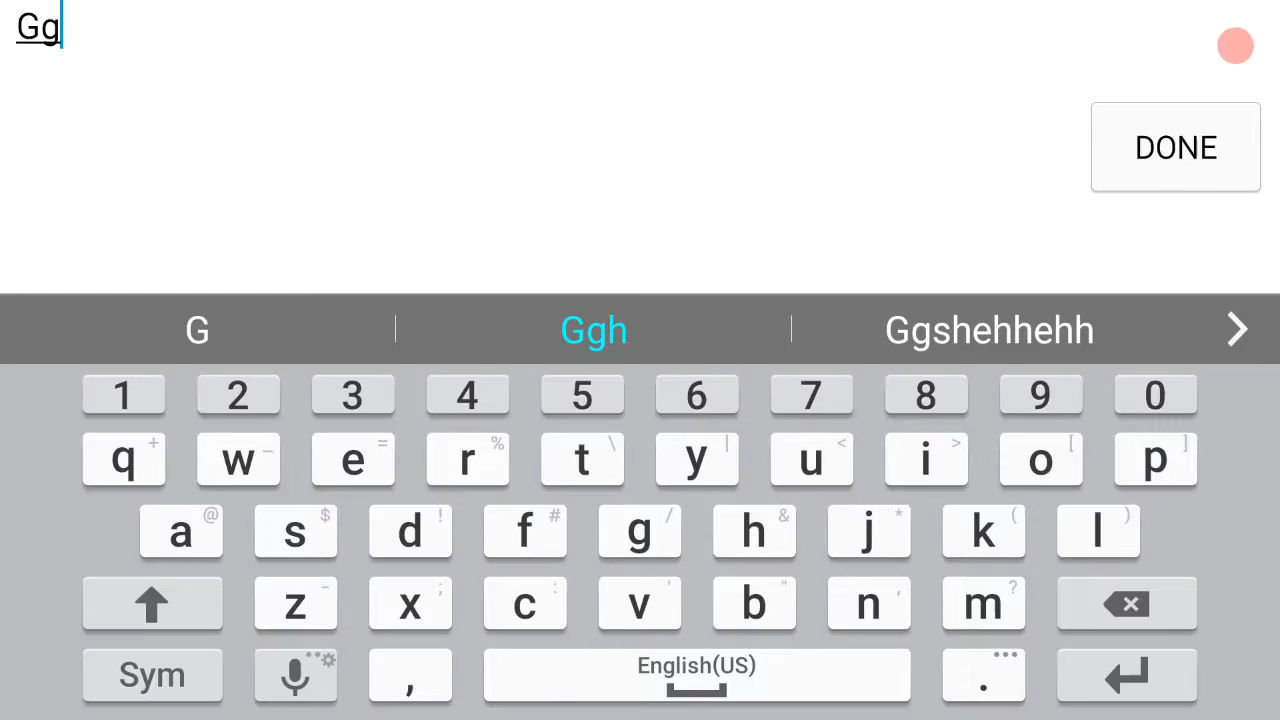 Gg
DONE
G Ggh Ggshehhehh
1 2 3 4 5 6 7 8 9 0
q + w – e = r % t \ y | u < i > o [ p ]
a @ s $ d ! f # g / h & j * k ( l )
z - x ; c : v ' b " n , m ?
Sym , English(US) .